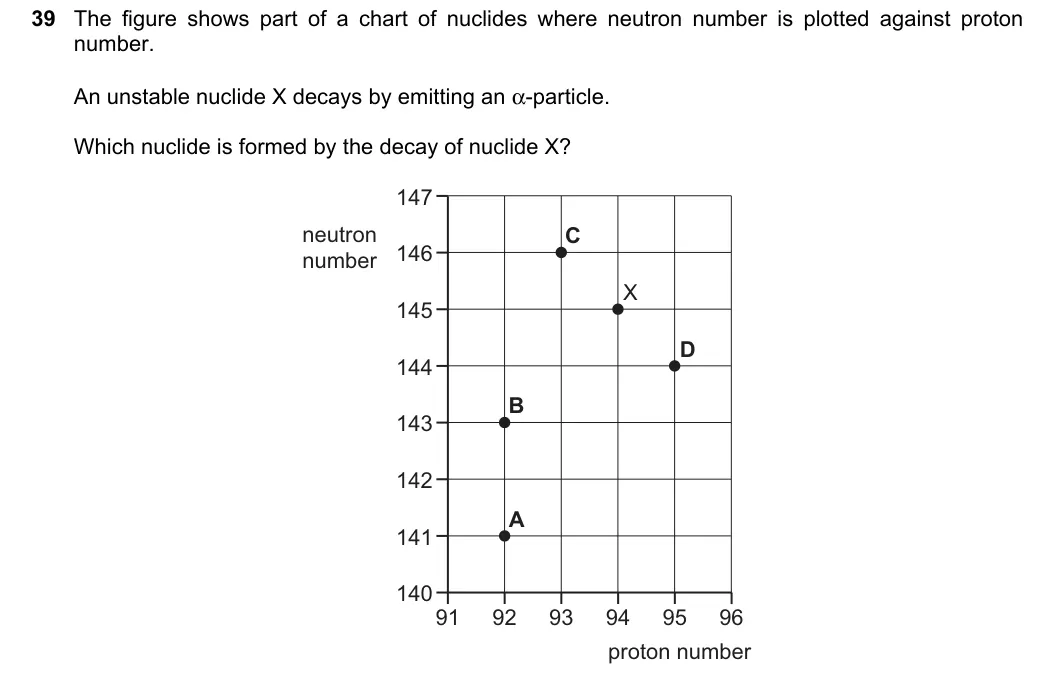 39 The figure shows part of a chart of nuclides where neutron number is plotted against proton
number.
An unstable nuclide X decays by emitting an α-particle.
Which nuclide is formed by the decay of nuclide X?
147
neutron
number
146
C
145
X
144
D
143
B
142
141
A
140
91 92 93 94 95 96
proton number